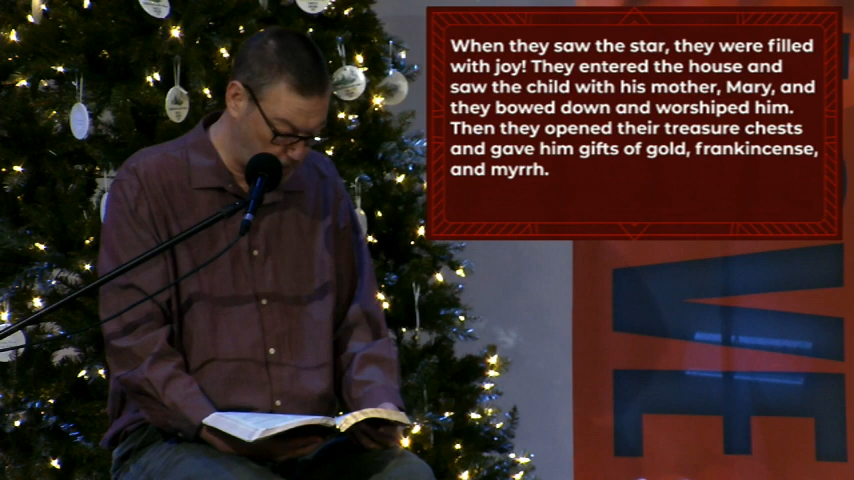 When they saw the star, they were filled
with joy! They entered the house and
saw the child with his mother, Mary, and
they bowed down and worshiped him.
Then they opened their treasure chests
and gave him gifts of gold, frankincense,
and myrrh.
VE